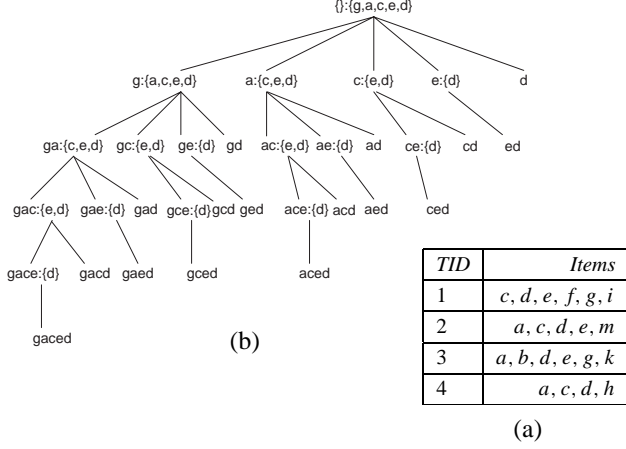 {}:{g,a,c,e,d}
g:{a,c,e,d} a:{c,e,d} c:{e,d} e:{d} d
ga:{c,e,d} gc:{e,d} ge:{d} gd ac:{e,d} ae:{d} ad ce:{d} cd ed
gac:{e,d} gae:{d} gad gce:{d} gcd ged ace:{d} acd aed ced
gace:{d} gacd gaed gced aced
gaced
(b)
TID Items
1 c, d, e, f, g, i
2 a, c, d, e, m
3 a, b, d, e, g, k
4 a, c, d, h
(a)